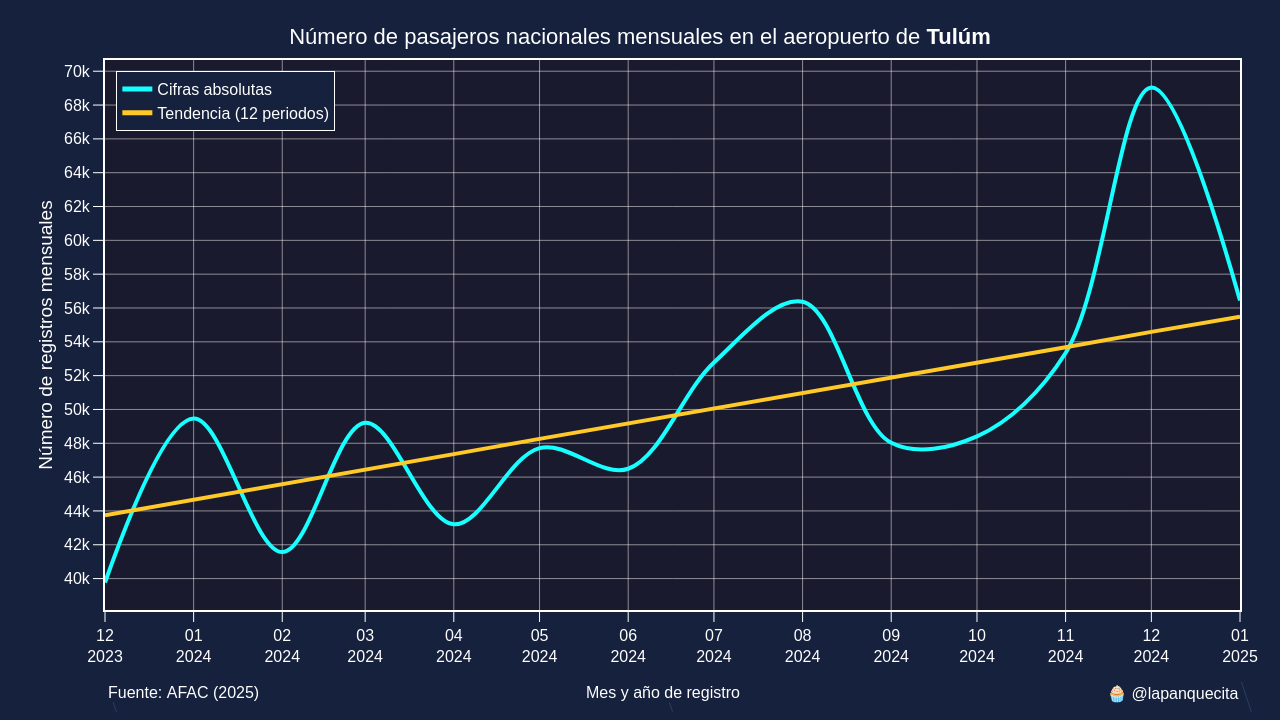 Número de pasajeros nacionales mensuales en el aeropuerto de Tulúm
Cifras absolutas
Tendencia (12 periodos)
Número de registros mensuales
70k
68k
66k
64k
62k
60k
58k
56k
54k
52k
50k
48k
46k
44k
42k
40k
12 01 02 03 04 05 06 07 08 09 10 11 12 01
2023 2024 2024 2024 2024 2024 2024 2024 2024 2024 2024 2024 2024 2025
Fuente: AFAC (2025) Mes y año de registro 🧁 @lapanquecita